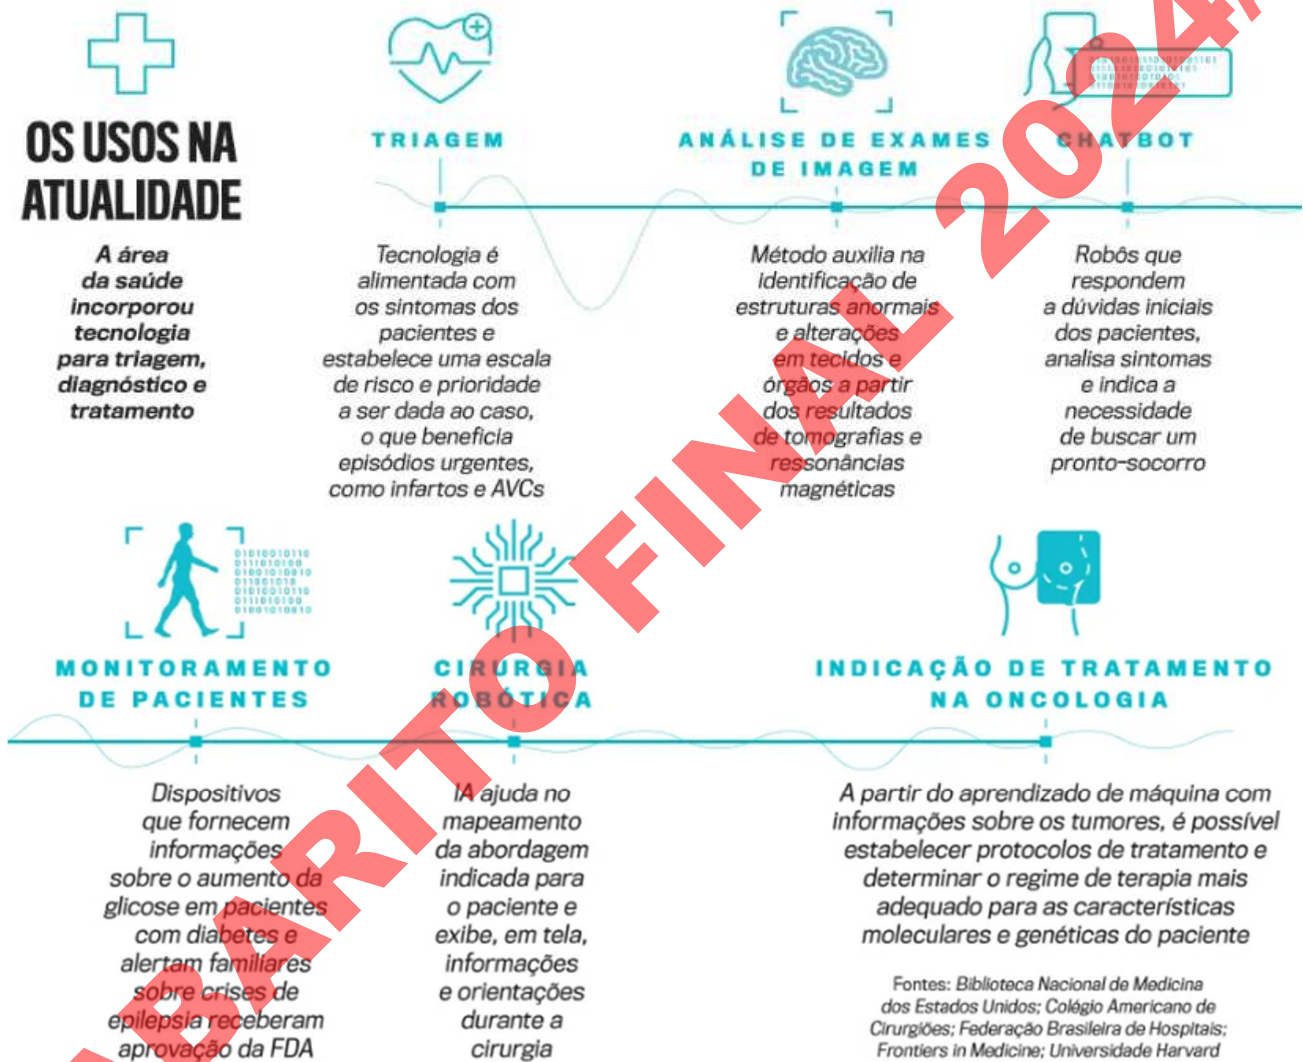 OS USOS NA
ATUALIDADE
A área
da saúde
incorporou
tecnologia
para triagem,
diagnóstico e
tratamento
TRIAGEM
Tecnologia é
alimentada com
os sintomas dos
pacientes e
estabelece uma escala
de risco e prioridade
a ser dada ao caso,
o que beneficia
episódios urgentes,
como infartos e AVCs
ANÁLISE DE EXAMES
DE IMAGEM
Método auxilia na
identificação de
estruturas anormais
e alterações
em tecidos e
órgãos a partir
dos resultados
de tomografias e
ressonâncias
magnéticas
CHATBOT
Robôs que
respondem
a dúvidas iniciais
dos pacientes,
analisa sintomas
e indica a
necessidade
de buscar um
pronto-socorro
MONITORAMENTO
DE PACIENTES
Dispositivos
que fornecem
informações
sobre o aumento da
glicose em pacientes
com diabetes e
alertam familiares
sobre crises de
epilepsia receberam
aprovação da FDA
CIRURGIA
ROBÓTICA
IA ajuda no
mapeamento
da abordagem
indicada para
o paciente e
exibe, em tela,
informações
e orientações
durante a
cirurgia
INDICAÇÃO DE TRATAMENTO
NA ONCOLOGIA
A partir do aprendizado de máquina com
informações sobre os tumores, é possível
estabelecer protocolos de tratamento e
determinar o regime de terapia mais
adequado para as características
moleculares e genéticas do paciente
Fontes: Biblioteca Nacional de Medicina
dos Estados Unidos; Colégio Americano de
Cirurgiões; Federação Brasileira de Hospitais;
Frontiers in Medicine; Universidade Harvard
ABARITO FINAL 2024/